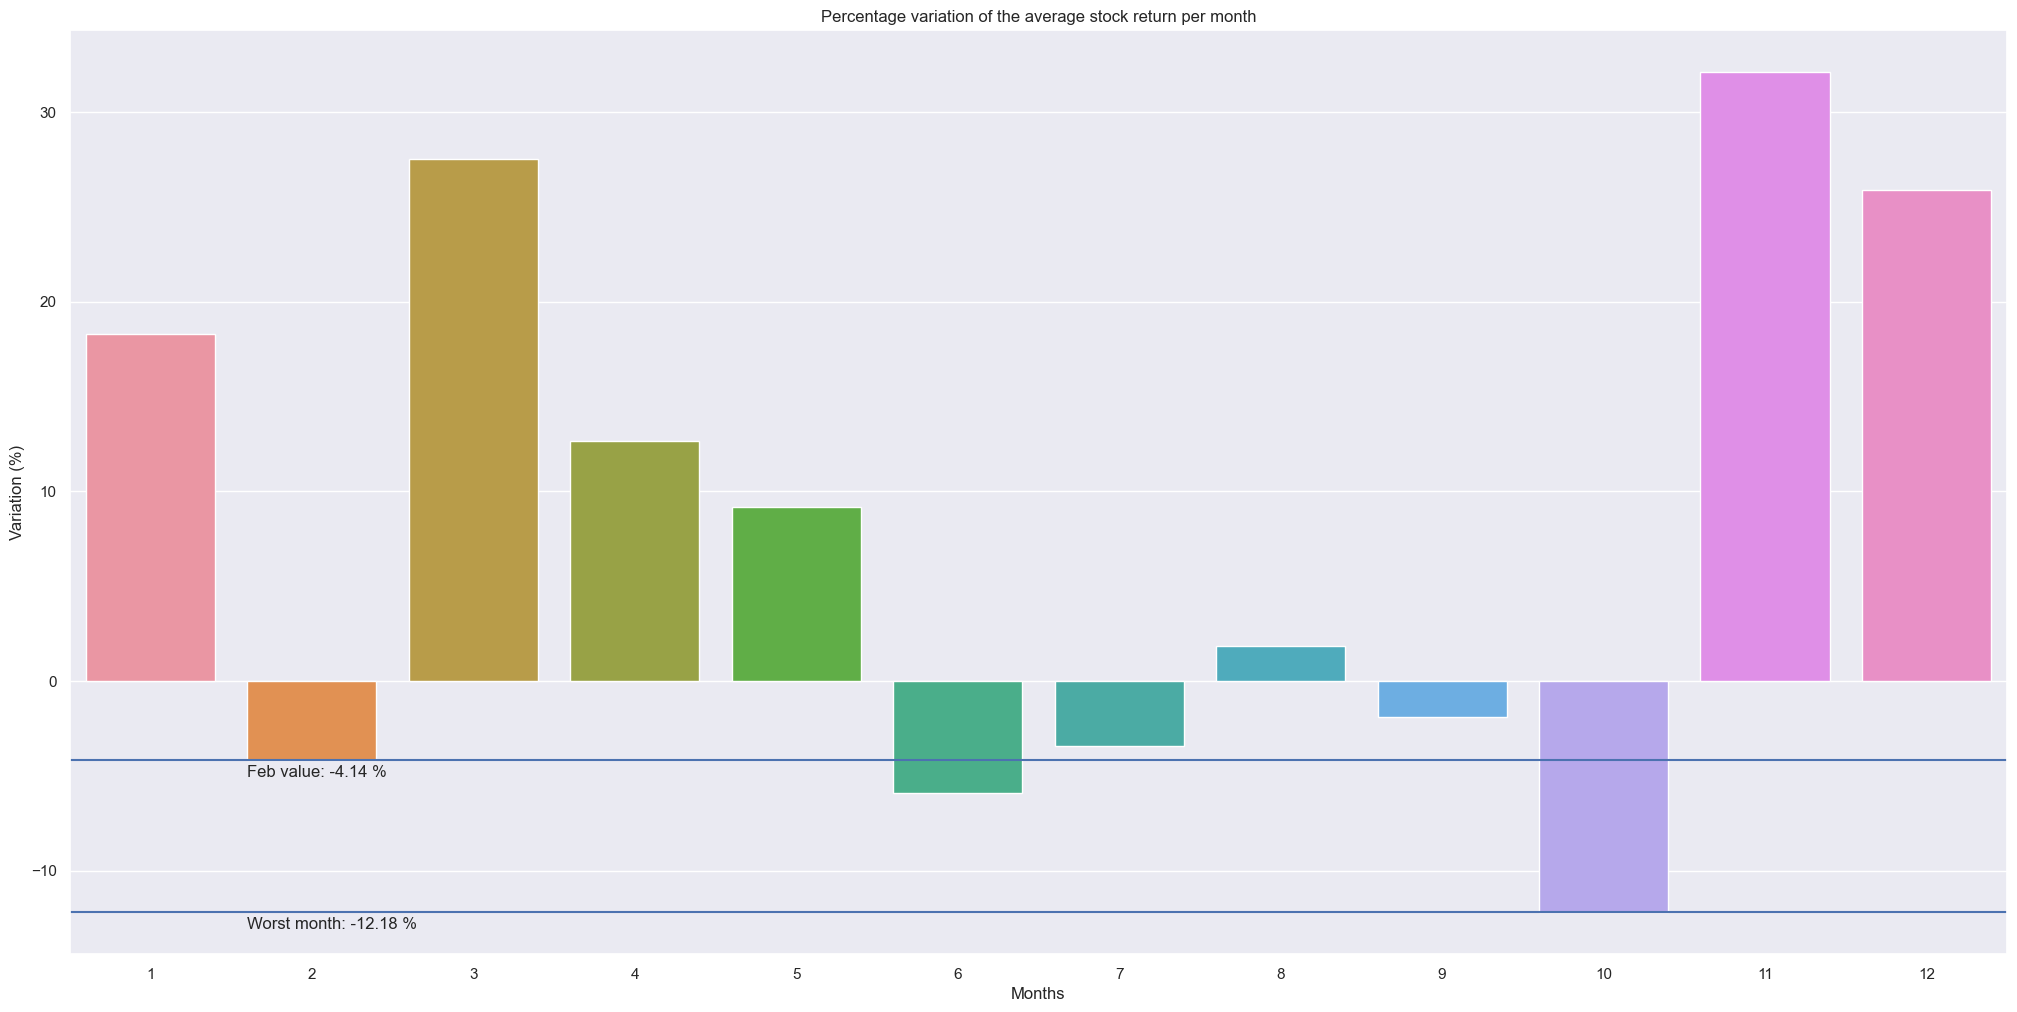 Percentage variation of the average stock return per month
Variation (%)
30
20
10
0
−10
Feb value: -4.14 %
Worst month: -12.18 %
1 2 3 4 5 6 7 8 9 10 11 12
Months